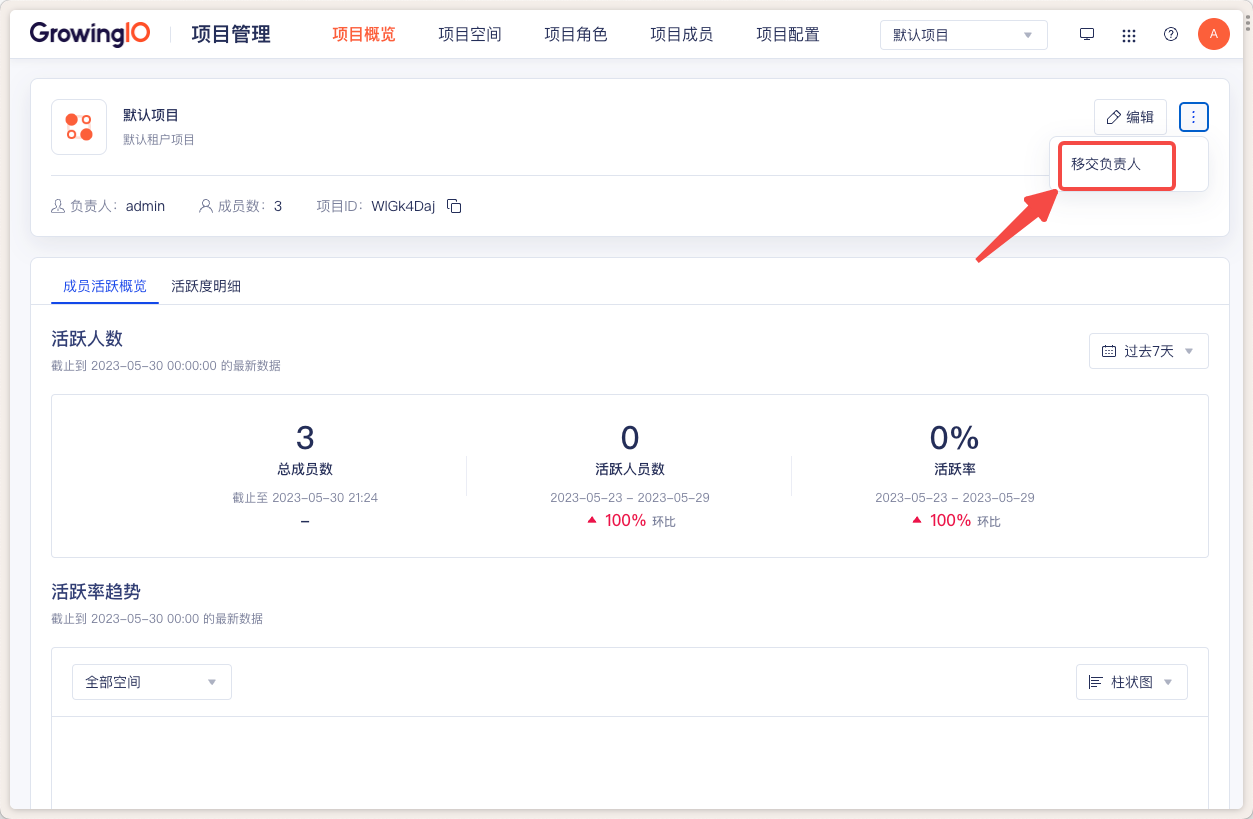 GrowingIO 项目管理 项目概览 项目空间 项目角色 项目成员 项目配置 默认项目 A
默认项目
默认租户项目
编辑
移交负责人
负责人： admin 成员数： 3 项目ID： WlGk4Daj
成员活跃概览 活跃度明细
活跃人数
截止到 2023-05-30 00:00:00 的最新数据
过去7天
3 0 0%
总成员数 活跃人员数 活跃率
截止至 2023-05-30 21:24 2023-05-23 - 2023-05-29 2023-05-23 - 2023-05-29
– 100% 环比 100% 环比
活跃率趋势
截止到 2023-05-30 00:00 的最新数据
全部空间 柱状图